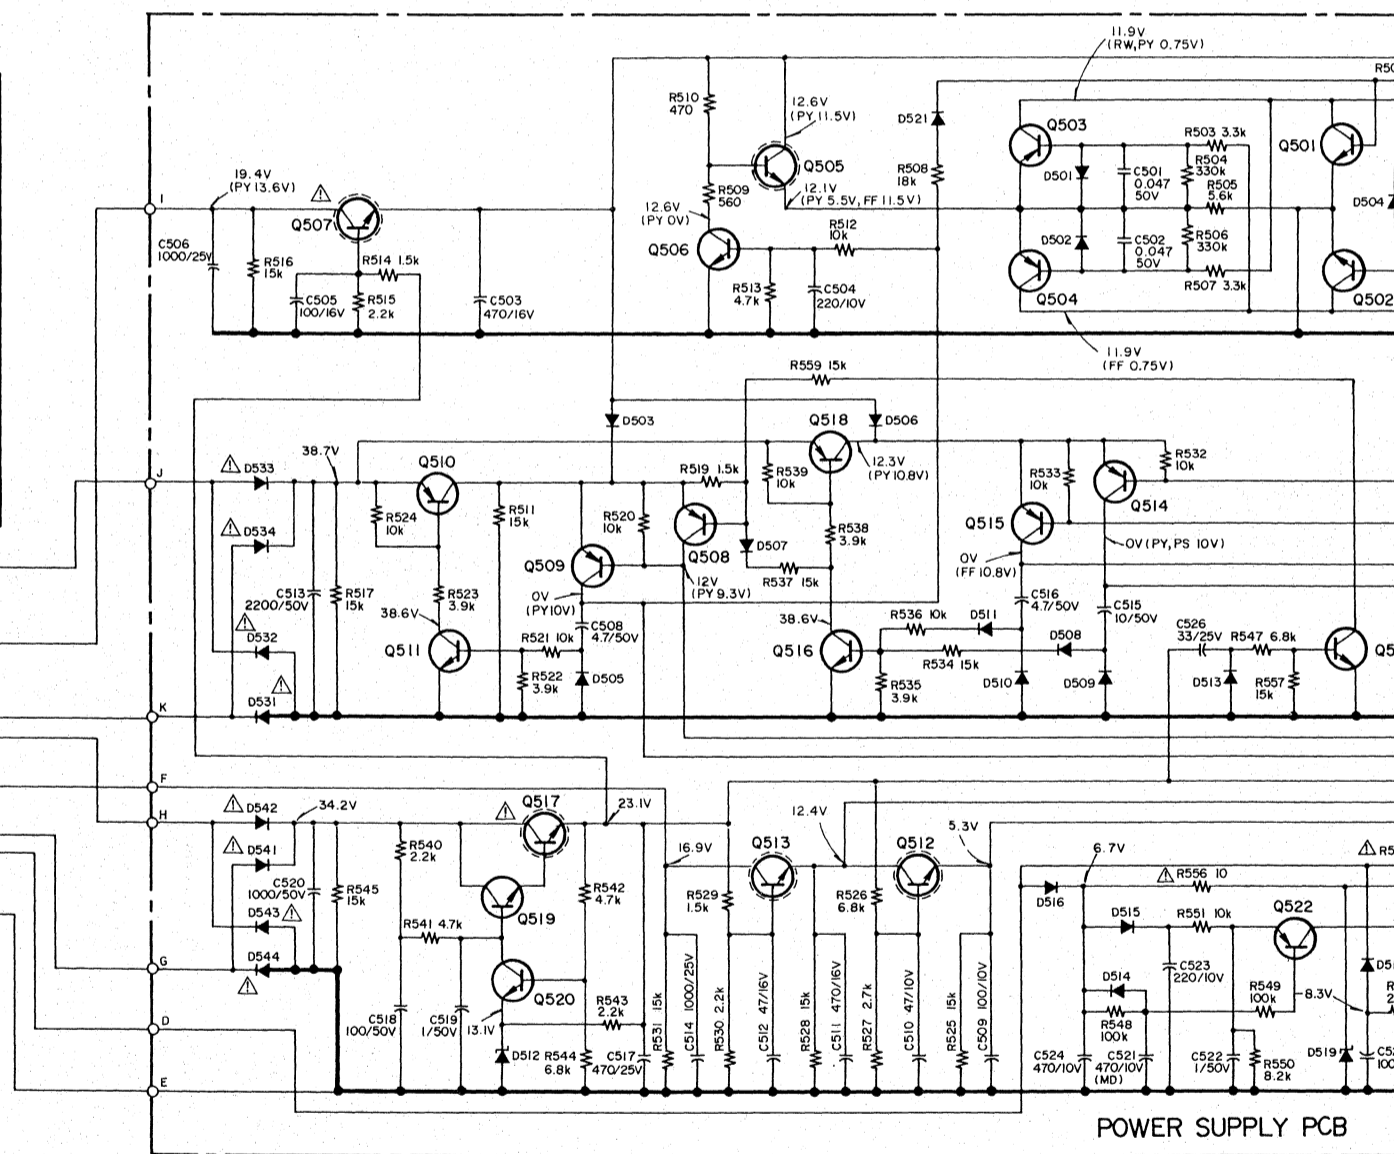 11.9V
(RW,PY 0.75V)
R510
470
12.6V
(PY 11.5V)
D521
Q503
R503 3.3k
Q501
R504
330k
Q505
R508
18k
D501
C501
0.047
50V
R505
5.6k
19.4V
(PY 13.6V)
I
Q507
R509
560
12.6V
(PY 0V)
12.1V
(PY 5.5V, FF 11.5V)
D504
C506
1000/25V
R516
15k
R514 1.5k
Q506
R512
10k
D502
C502
0.047
50V
R506
330k
C505
100/16V
R515
2.2k
C503
470/16V
R513
4.7k
C504
220/10V
Q504
R507 3.3k
Q502
11.9V
(FF 0.75V)
R559 15k
D503
Q518
D506
J
D533
38.7V
Q510
R519 1.5k
R539
10k
12.3V
(PY 10.8V)
R533
10k
R532
10k
Q514
D534
R524
10k
R511
15k
R520
10k
Q508
R538
3.9k
Q515
Q509
D507
0V (PY, PS 10V)
0V
(FF 10.8V)
R537 15k
12V
(PY 9.3V)
C513
2200/50V
R517
15k
R523
3.9k
0V
(PY 10V)
C516
4.7/50V
C515
10/50V
38.6V
38.6V
D532
Q511
R521 10k
C508
4.7/50V
Q516
R536 10k
D511
D508
C526
33/25V
R547 6.8k
R534 15k
R522
3.9k
D505
R535
3.9k
D510
D509
D513
R557
15k
D531
K
F
H
D542
34.2V
Q517
23.1V
12.4V
5.3V
D541
R540
2.2k
16.9V
Q513
Q512
6.7V
C520
1000/50V
R545
15k
Q519
R542
4.7k
R529
1.5k
R526
6.8k
D516
R556 10
D543
R541 4.7k
D515
R551 10k
Q522
D544
G
Q520
D514
C523
220/10V
R549
100k
8.3V
R543
2.2k
R548
100k
C518
100/50V
C519
1/50V
13.1V
D
D512
R544
6.8k
C517
470/25V
R531 15k
C514 1000/25V
R530 2.2k
C512 47/16V
R528 15k
C511 470/16V
R527 2.7k
C510 47/10V
R525 15k
C509 100/10V
C524
470/10V
C521
470/10V
(MD)
C522
1/50V
R550
8.2k
D519
E
POWER SUPPLY PCB